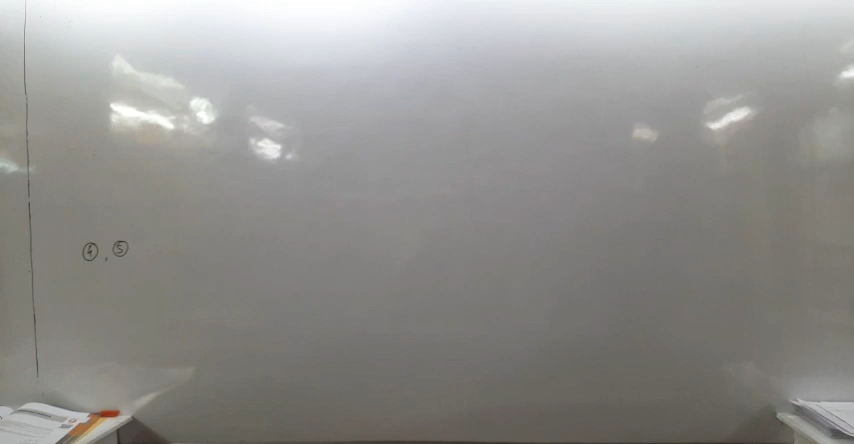 ④, ⑤